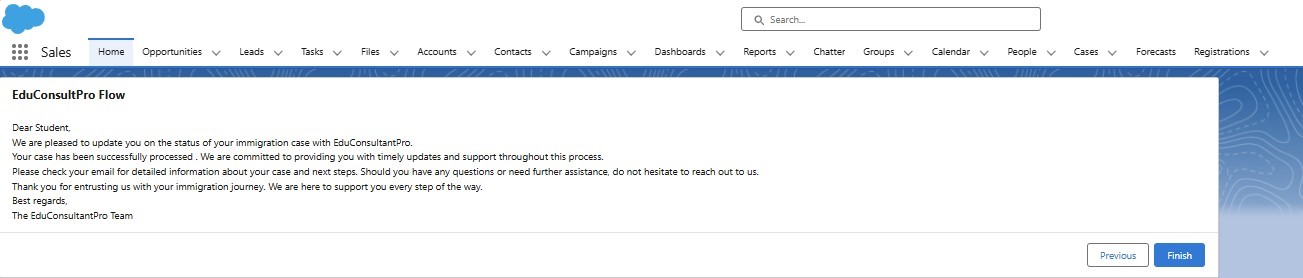 Search...
Sales Home Opportunities Leads Tasks Files Accounts Contacts Campaigns Dashboards Reports Chatter Groups Calendar People Cases Forecasts Registrations
EduConsultPro Flow
Dear Student,
We are pleased to update you on the status of your immigration case with EduConsultantPro.
Your case has been successfully processed . We are committed to providing you with timely updates and support throughout this process.
Please check your email for detailed information about your case and next steps. Should you have any questions or need further assistance, do not hesitate to reach out to us.
Thank you for entrusting us with your immigration journey. We are here to support you every step of the way.
Best regards,
The EduConsultantPro Team
Previous Finish